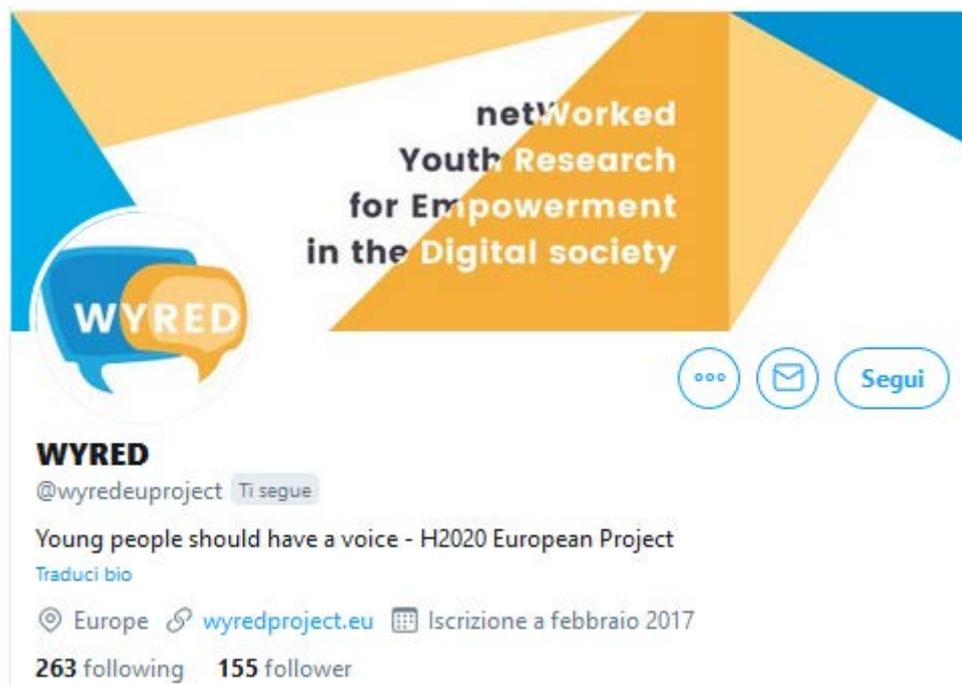 netWorked
Youth Research
for Empowerment
in the Digital society
WYRED
Segui
WYRED
@wyredeuproject Ti segue
Young people should have a voice - H2020 European Project
Traduci bio
Europe wyredproject.eu Iscrizione a febbraio 2017
263 following 155 follower